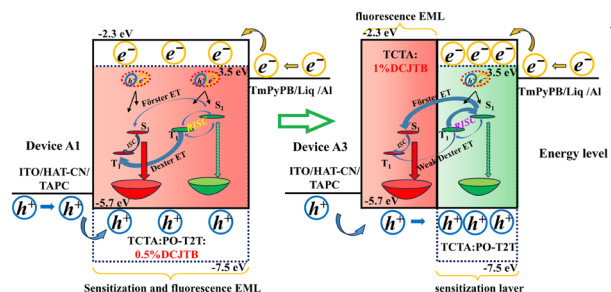 fluorescence EML
-2.3 eV
e⁻ e⁻ e⁻
3.5 eV
h⁺ e⁻ h⁺ e⁻
e⁻ e⁻
TmPyPB/Liq /Al
Förster ET
S₁
S₁
RISC
T₁
ISC
T₁
Dexter ET
Device A1
ITO/HAT-CN/
TAPC
h⁺ h⁺
-5.7 eV
h⁺ h⁺ h⁺
TCTA:PO-T2T:
0.5%DCJTB
-7.5 eV
Sensitization and fluorescence EML
-2.3 eV
TCTA:
1%DCJTB
e⁻ e⁻ e⁻
3.5 eV
h⁺ e⁻
e⁻ e⁻
TmPyPB/Liq /Al
Förster ET
S₁
S₁
RISC
T₁
ISC
T₁
Weak Dexter ET
Device A3
ITO/HAT-CN/
TAPC
Energy level
h⁺
-5.7 eV
h⁺ h⁺ h⁺
TCTA:PO-T2T
-7.5 eV
sensitization layer